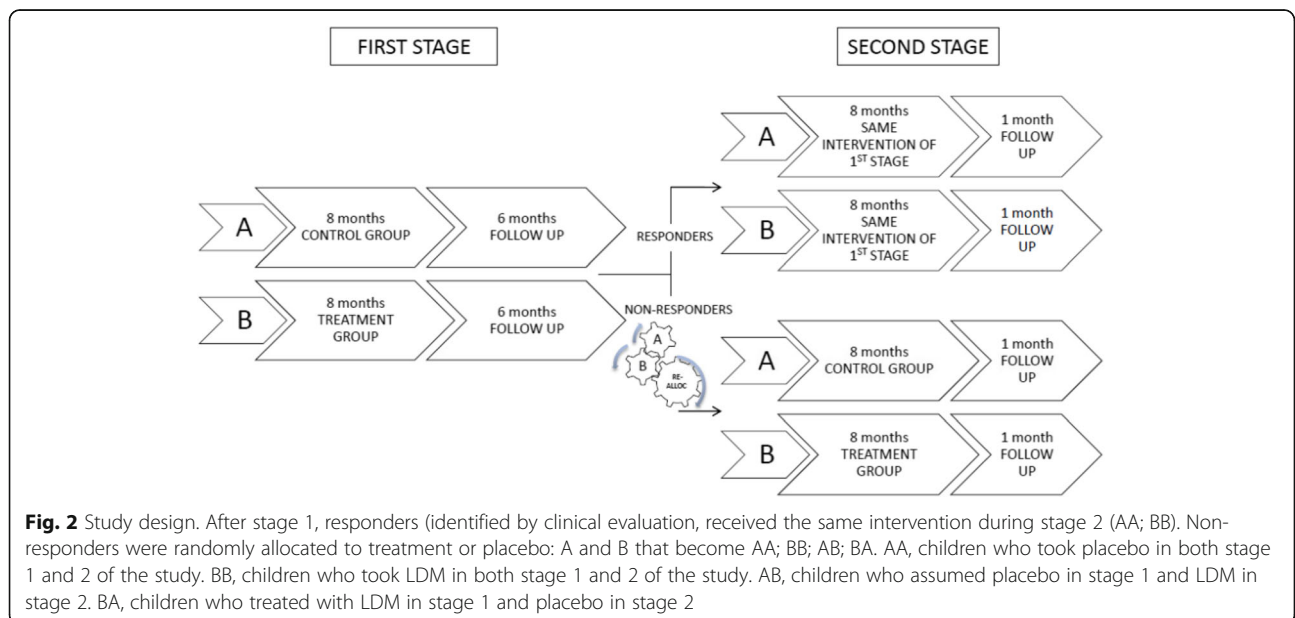 FIRST STAGE
SECOND STAGE
A
8 months
CONTROL GROUP
6 months
FOLLOW UP
B
8 months
TREATMENT
GROUP
6 months
FOLLOW UP
RESPONDERS
NON-RESPONDERS
A
B
RE-
ALLOC
A
8 months
SAME
INTERVENTION OF
1ST STAGE
1 month
FOLLOW
UP
B
8 months
SAME
INTERVENTION OF
1ST STAGE
1 month
FOLLOW
UP
A
8 months
CONTROL GROUP
1 month
FOLLOW
UP
B
8 months
TREATMENT
GROUP
1 month
FOLLOW
UP
Fig. 2 Study design. After stage 1, responders (identified by clinical evaluation, received the same intervention during stage 2 (AA; BB). Non-
responders were randomly allocated to treatment or placebo: A and B that become AA; BB; AB; BA. AA, children who took placebo in both stage
1 and 2 of the study. BB, children who took LDM in both stage 1 and 2 of the study. AB, children who assumed placebo in stage 1 and LDM in
stage 2. BA, children who treated with LDM in stage 1 and placebo in stage 2